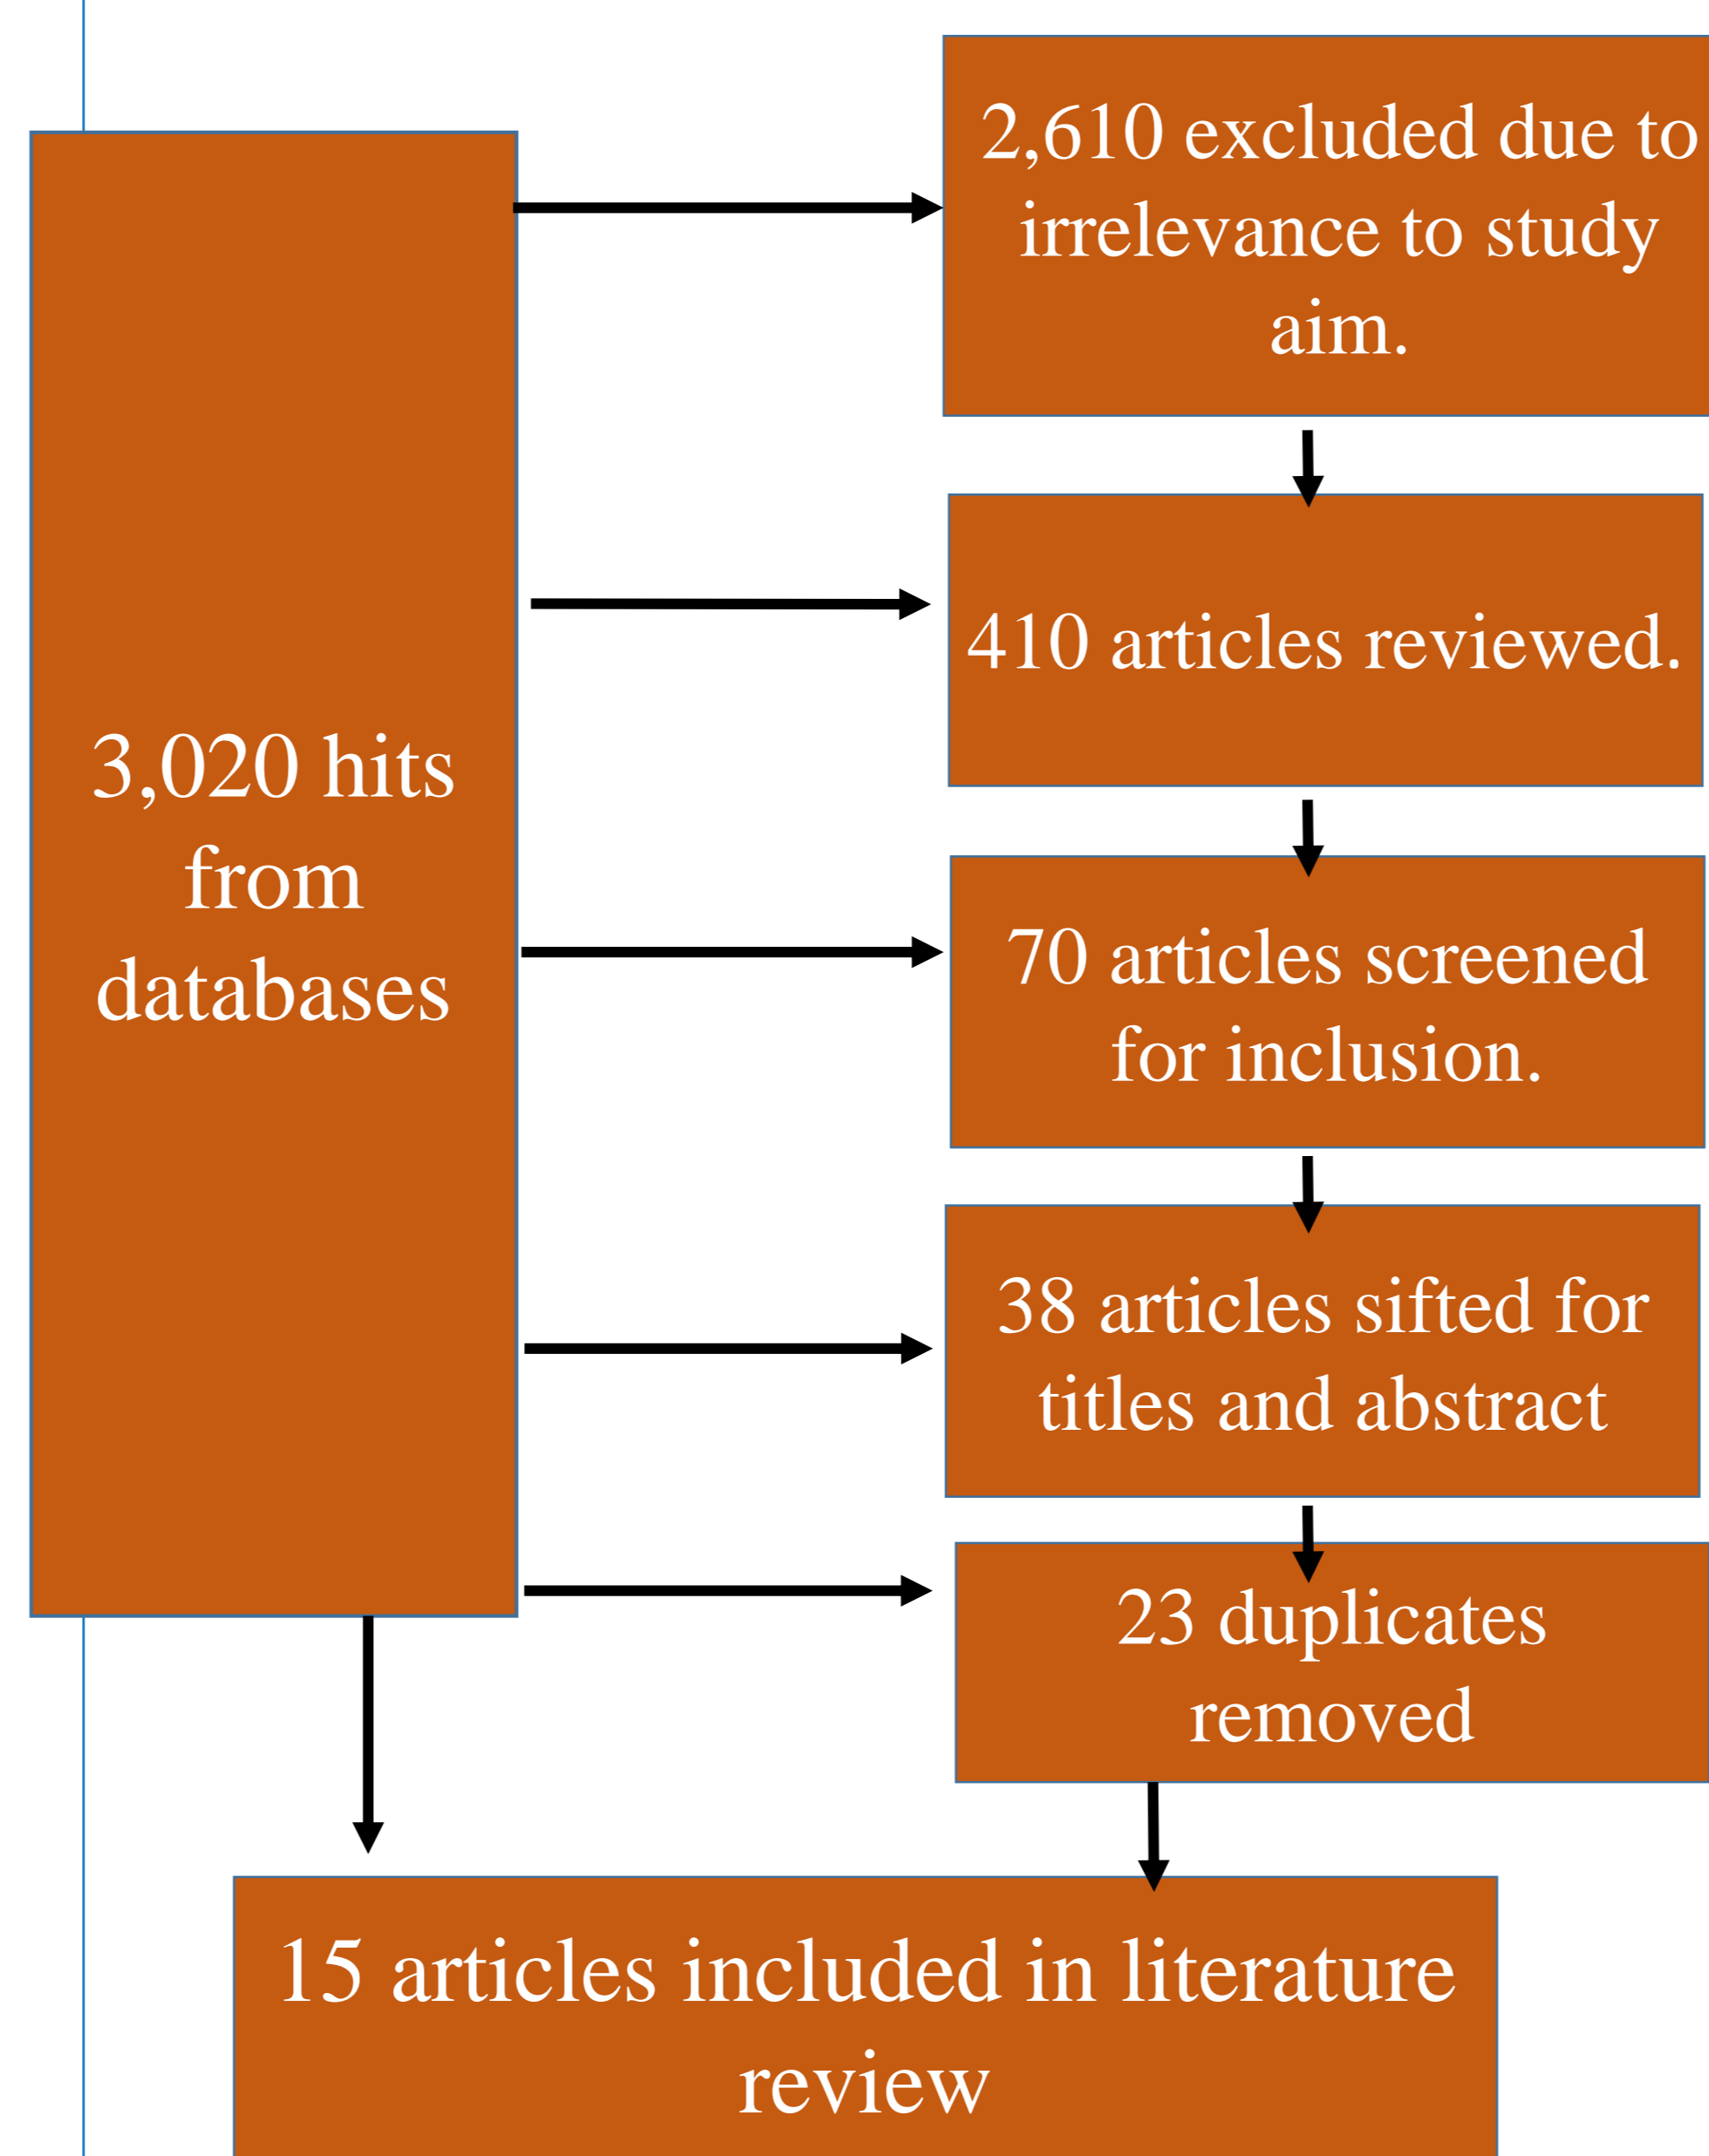 2,610 excluded due to
irrelevance to study
aim.
410 articles reviewed.
3,020 hits
from
databases
70 articles screened
for inclusion.
38 articles sifted for
titles and abstract
23 duplicates
removed
15 articles included in literature
review